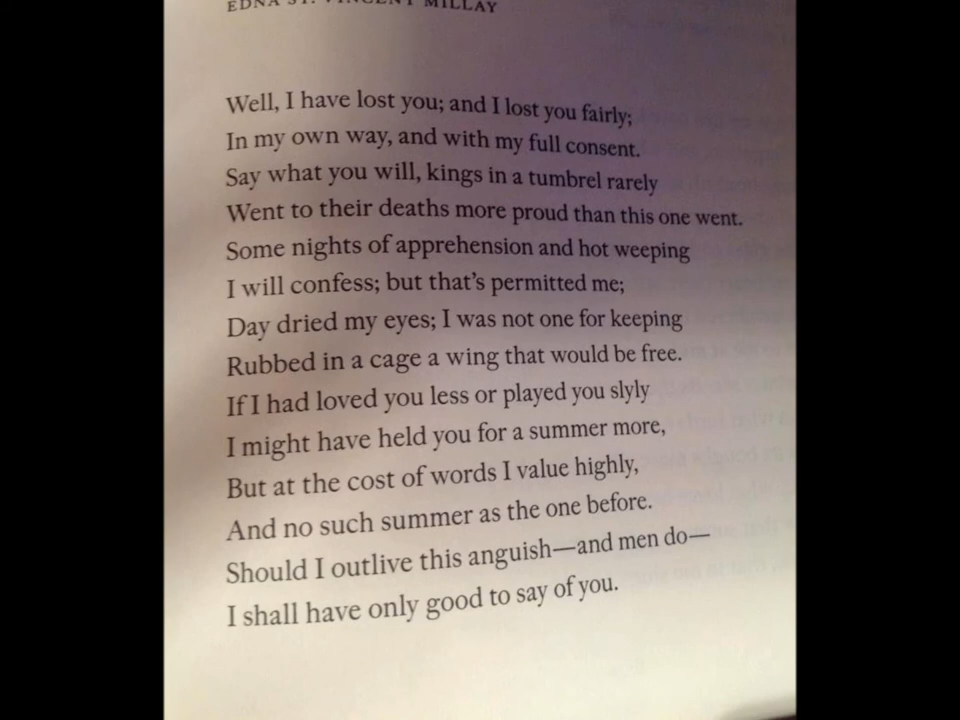 EDNA ST. VINCENT MILLAY
Well, I have lost you; and I lost you fairly;
In my own way, and with my full consent.
Say what you will, kings in a tumbrel rarely
Went to their deaths more proud than this one went.
Some nights of apprehension and hot weeping
I will confess; but that's permitted me;
Day dried my eyes; I was not one for keeping
Rubbed in a cage a wing that would be free.
If I had loved you less or played you slyly
I might have held you for a summer more,
But at the cost of words I value highly,
And no such summer as the one before.
Should I outlive this anguish—and men do—
I shall have only good to say of you.